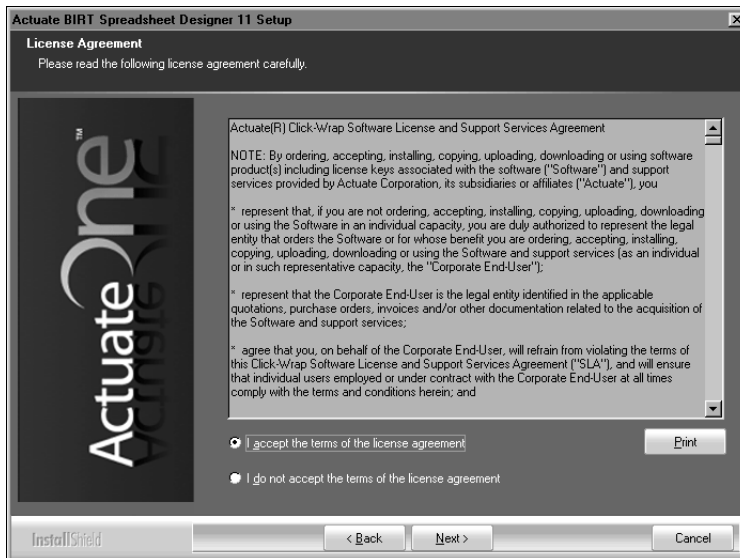 Actuate BIRT Spreadsheet Designer 11 Setup
License Agreement
Please read the following license agreement carefully.
ActuateOne™
Actuate(R) Click-Wrap Software License and Support Services Agreement
NOTE: By ordering, accepting, installing, copying, uploading, downloading or using software
product(s) including license keys associated with the software ("Software") and support
services provided by Actuate Corporation, its subsidiaries or affiliates ("Actuate"), you
* represent that, if you are not ordering, accepting, installing, copying, uploading, downloading
or using the Software in an individual capacity, you are duly authorized to represent the legal
entity that orders the Software or for whose benefit you are ordering, accepting, installing,
copying, uploading, downloading or using the Software and support services (as an individual
or in such representative capacity, the "Corporate End-User");
* represent that the Corporate End-User is the legal entity identified in the applicable
quotations, purchase orders, invoices and/or other documentation related to the acquisition of
the Software and support services;
* agree that you, on behalf of the Corporate End-User, will refrain from violating the terms of
this Click-Wrap Software License and Support Services Agreement ("SLA"), and will ensure
that individual users employed or under contract with the Corporate End-User at all times
comply with the terms and conditions herein; and
I accept the terms of the license agreement
Print
I do not accept the terms of the license agreement
InstallShield
< Back
Next >
Cancel